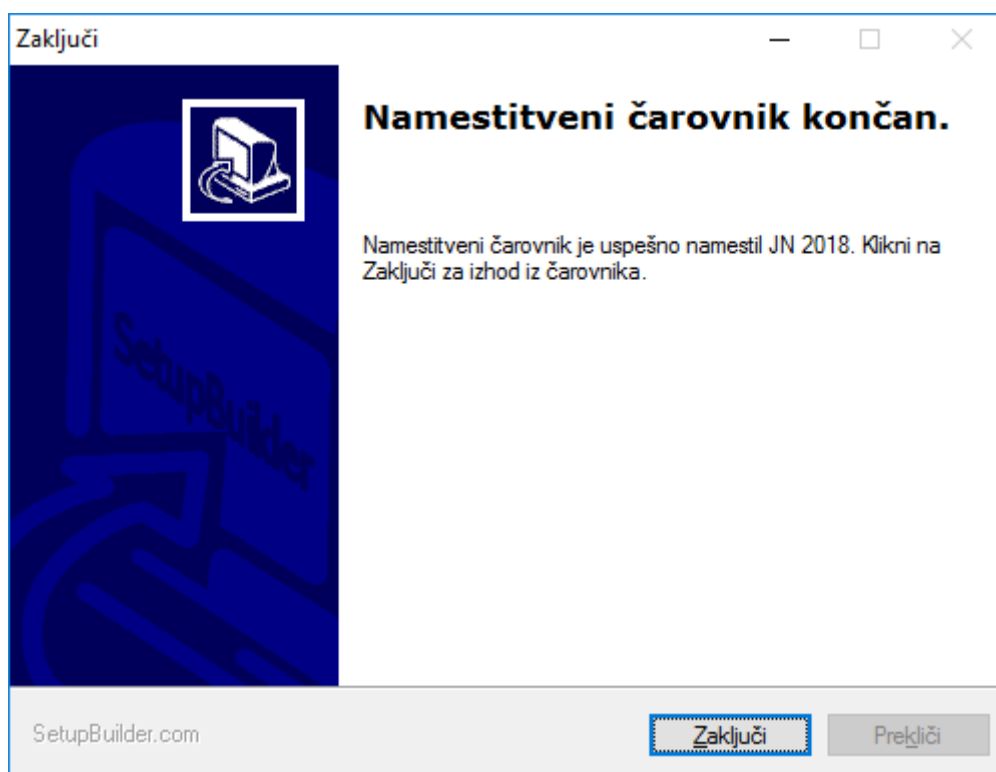 Zaključi
Namestitveni čarovnik končan.
Namestitveni čarovnik je uspešno namestil JN 2018. Klikni na
Zaključi za izhod iz čarovnika.
SetupBuilder
SetupBuilder.com
Zaključi
Prekliči